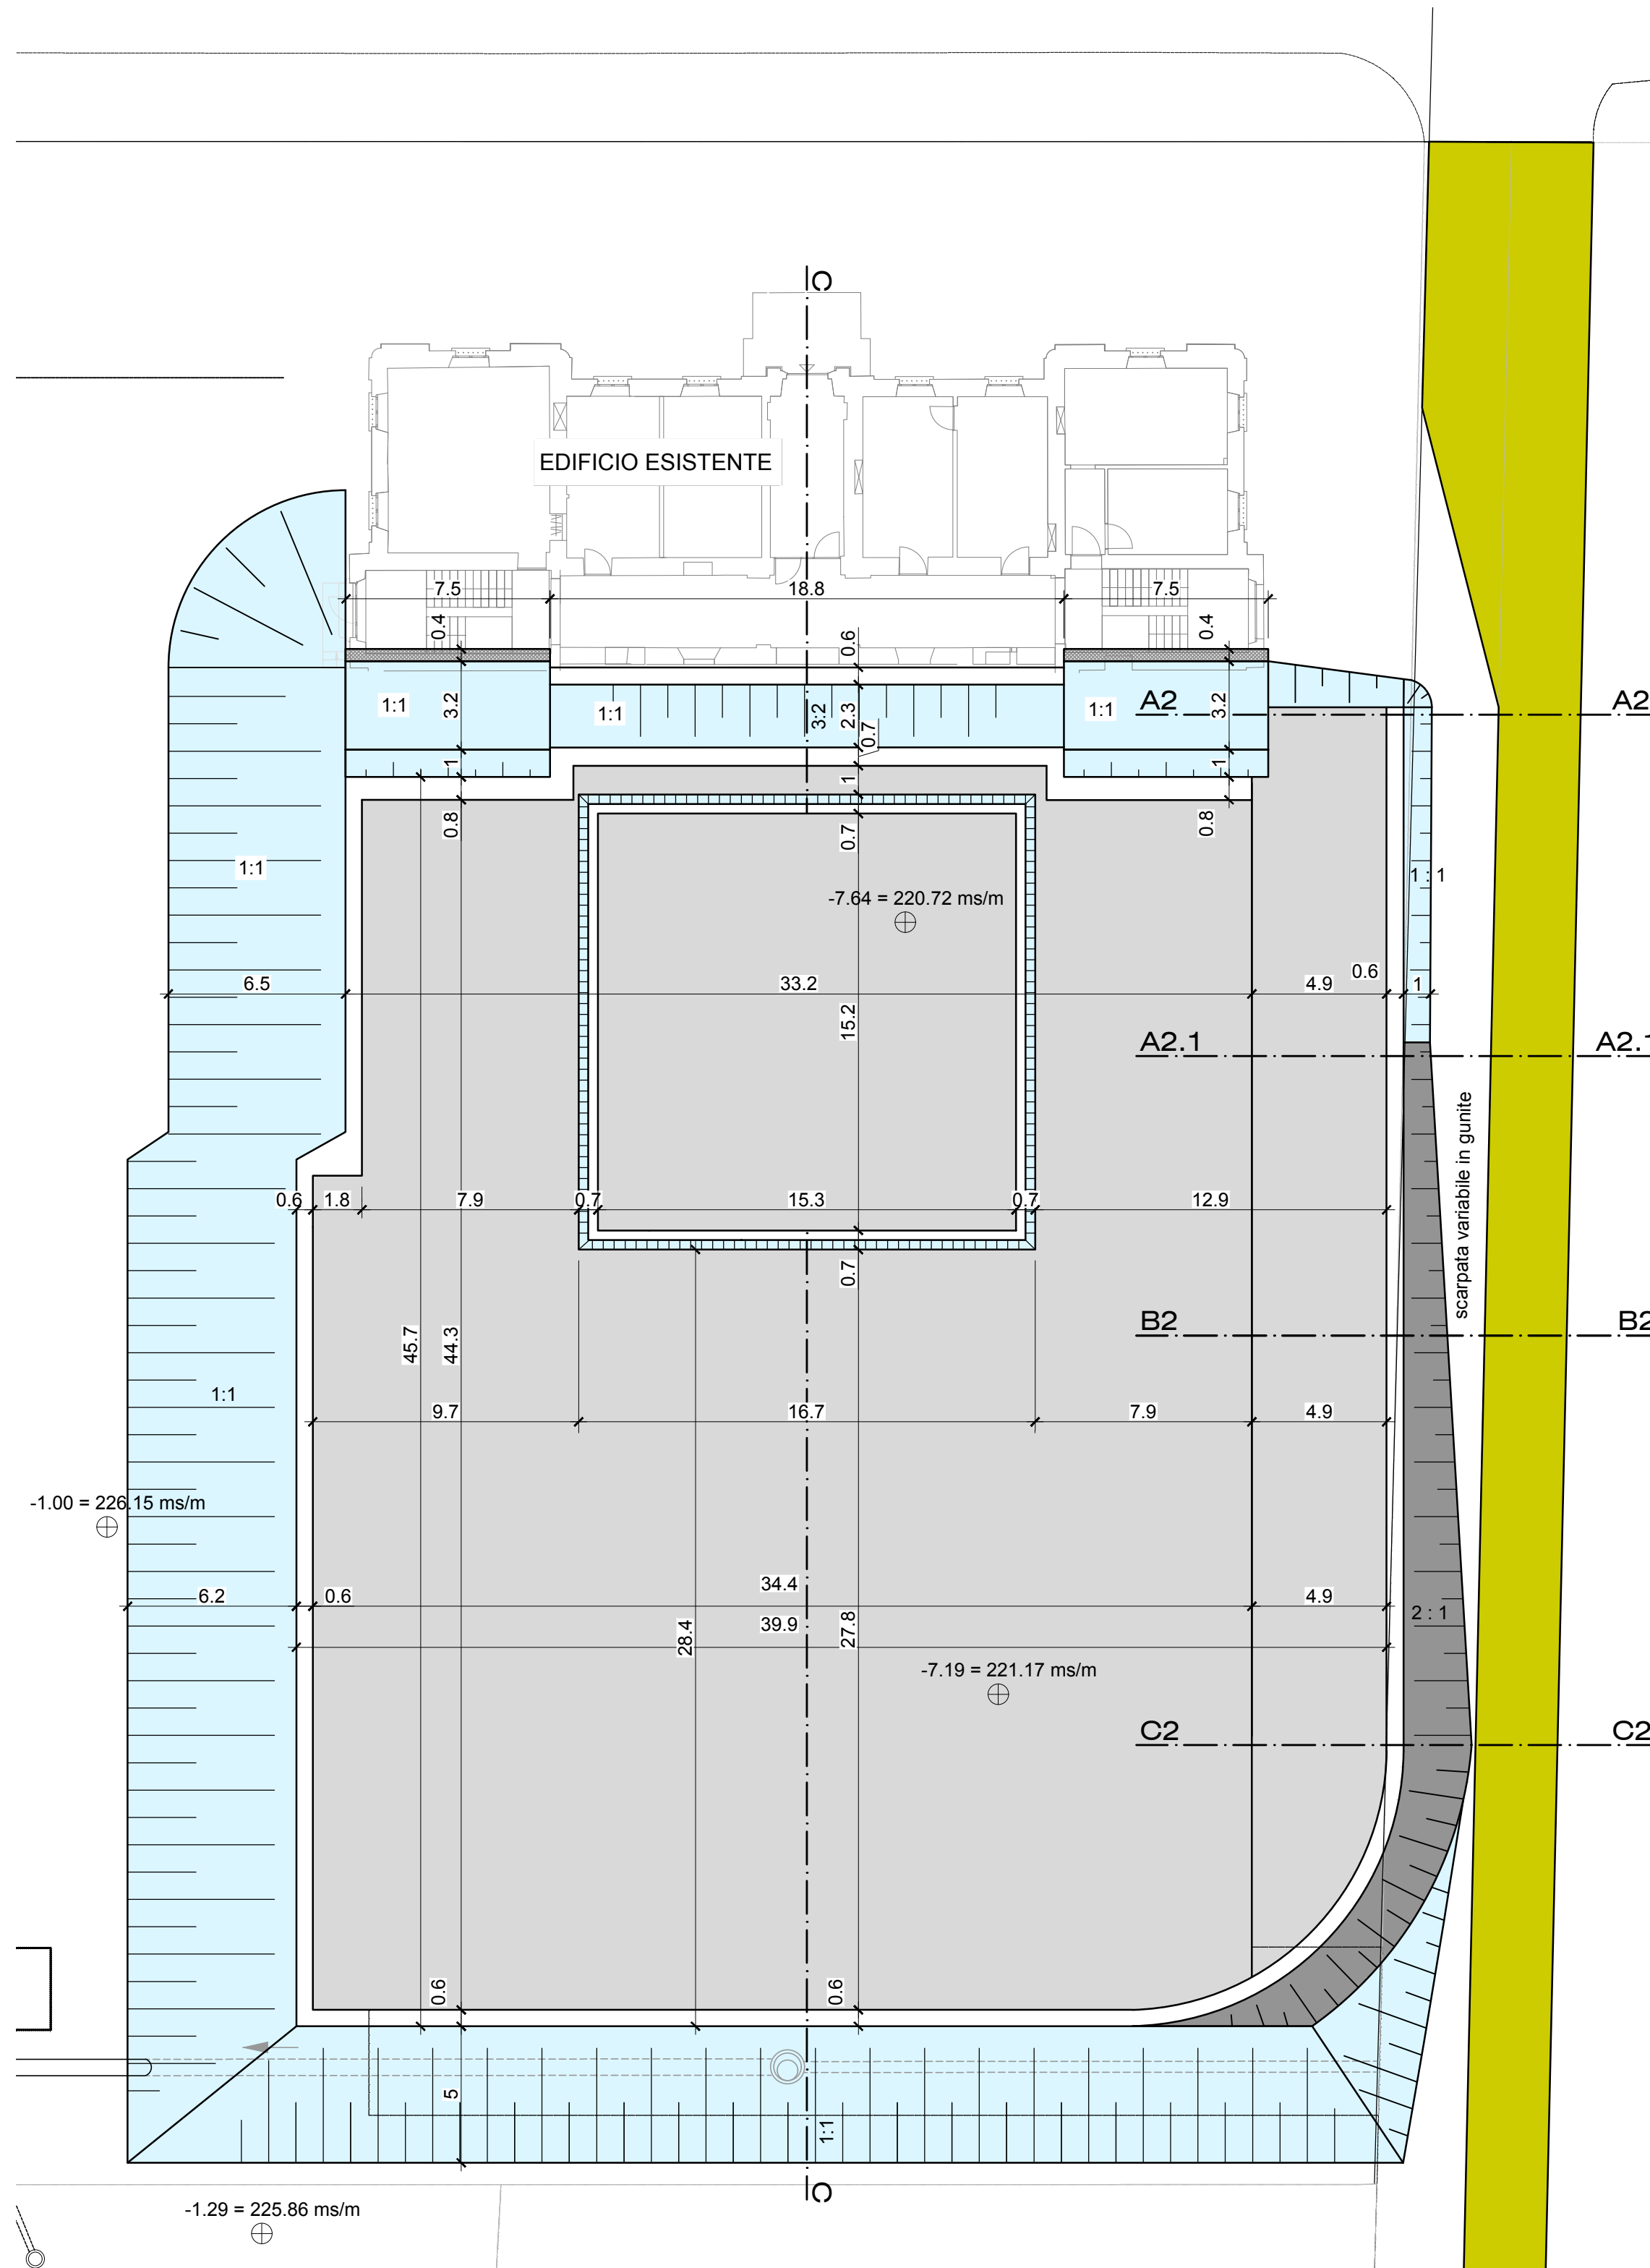 C
EDIFICIO ESISTENTE
7.5
18.8
7.5
0.4
0.6
0.4
1:1
3.2
1:1
3:2
2.3
0.7
1:1
A2
3.2
A2
1
1
1
0.8
0.7
0.8
1:1
1 : 1
-7.64 = 220.72 ms/m
6.5
33.2
4.9
0.6
1
15.2
A2.1
A2.1
scarpata variabile in gunite
0.6
1.8
7.9
0.7
15.3
0.7
12.9
0.7
B2
B2
45.7
44.3
1:1
9.7
16.7
7.9
4.9
-1.00 = 226.15 ms/m
6.2
0.6
34.4
4.9
39.9
28.4
27.8
2 : 1
-7.19 = 221.17 ms/m
C2
C2
0.6
0.6
5
1:1
C
-1.29 = 225.86 ms/m